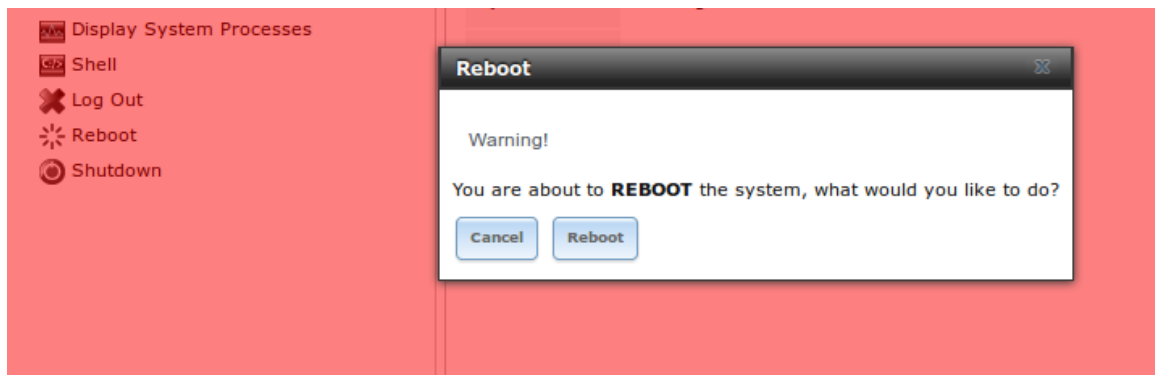 Display System Processes
Shell
Log Out
Reboot
Shutdown
Reboot
Warning!
You are about to REBOOT the system, what would you like to do?
Cancel Reboot